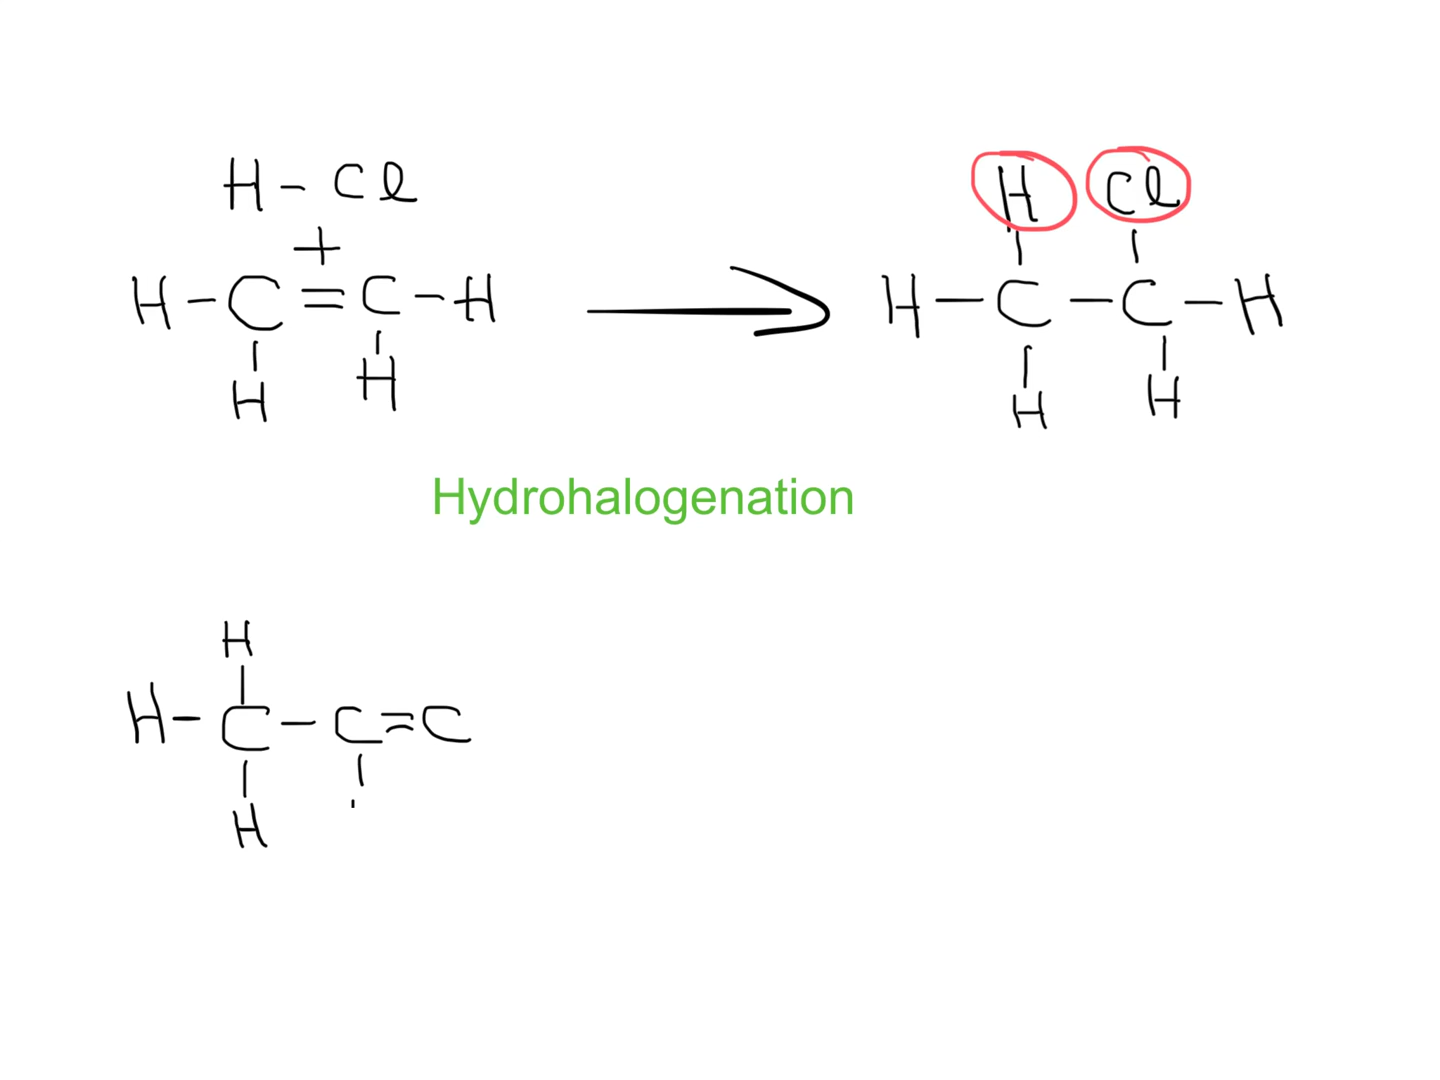 H - Cl
+
H - C = C - H
H H
H Cl
H - C - C - H
H H
Hydrohalogenation
H
H - C - C = C
H